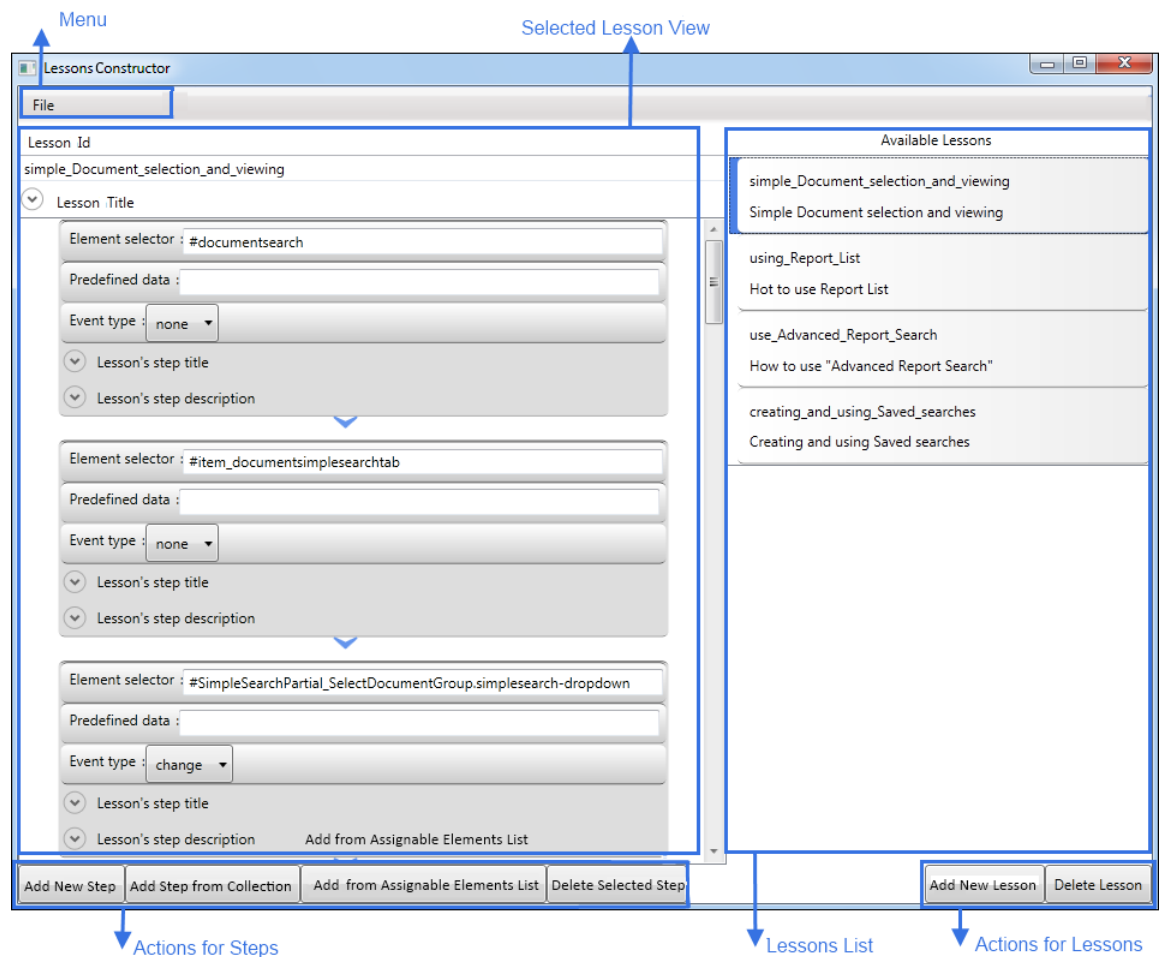 Menu
Selected Lesson View
Lessons Constructor
File
Lesson Id
simple_Document_selection_and_viewing
Lesson Title
Element selector : #documentsearch
Predefined data :
Event type : none
Lesson's step title
Lesson's step description
Element selector : #item_documentsimplesearchtab
Predefined data :
Event type : none
Lesson's step title
Lesson's step description
Element selector : #SimpleSearchPartial_SelectDocumentGroup.simplesearch-dropdown
Predefined data :
Event type : change
Lesson's step title
Lesson's step description Add from Assignable Elements List
Available Lessons
simple_Document_selection_and_viewing
Simple Document selection and viewing
using_Report_List
Hot to use Report List
use_Advanced_Report_Search
How to use "Advanced Report Search"
creating_and_using_Saved_searches
Creating and using Saved searches
Add New Step Add Step from Collection Add from Assignable Elements List Delete Selected Step
Add New Lesson Delete Lesson
Actions for Steps
Lessons List
Actions for Lessons